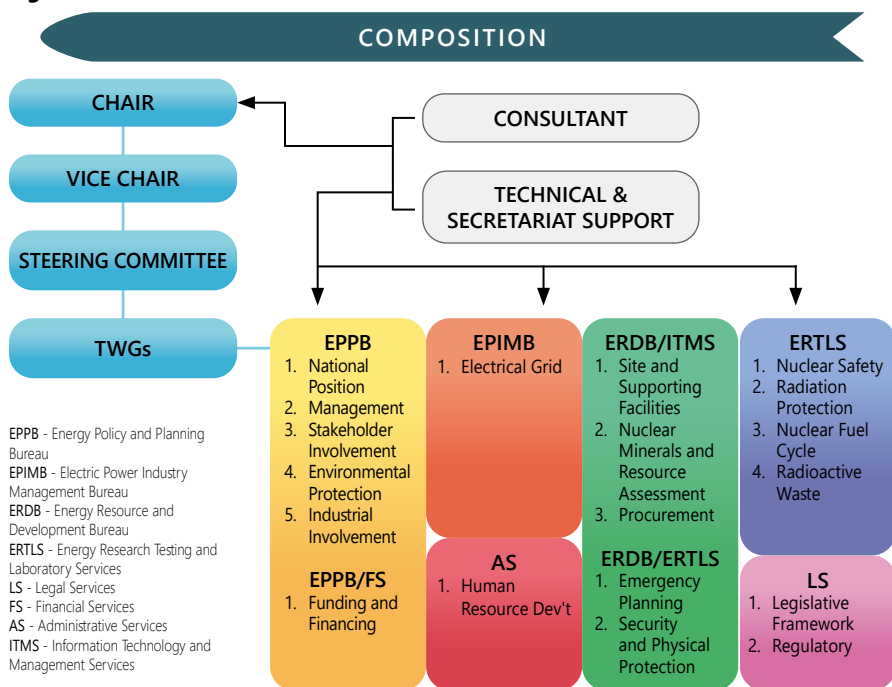 COMPOSITION
CHAIR
VICE CHAIR
STEERING COMMITTEE
TWGs
CONSULTANT
TECHNICAL &
SECRETARIAT SUPPORT
EPPB
1. National
Position
2. Management
3. Stakeholder
Involvement
4. Environmental
Protection
5. Industrial
Involvement
EPPB/FS
1. Funding and
Financing
EPIMB
1. Electrical Grid
AS
1. Human
Resource Dev't
ERDB/ITMS
1. Site and
Supporting
Facilities
2. Nuclear
Minerals and
Resource
Assessment
3. Procurement
ERDB/ERTLS
1. Emergency
Planning
2. Security
and Physical
Protection
ERTLS
1. Nuclear Safety
2. Radiation
Protection
3. Nuclear Fuel
Cycle
4. Radioactive
Waste
LS
1. Legislative
Framework
2. Regulatory
EPPB - Energy Policy and Planning
Bureau
EPIMB - Electric Power Industry
Management Bureau
ERDB - Energy Resource and
Development Bureau
ERTLS - Energy Research Testing and
Laboratory Services
LS - Legal Services
FS - Financial Services
AS - Administrative Services
ITMS - Information Technology and
Management Services